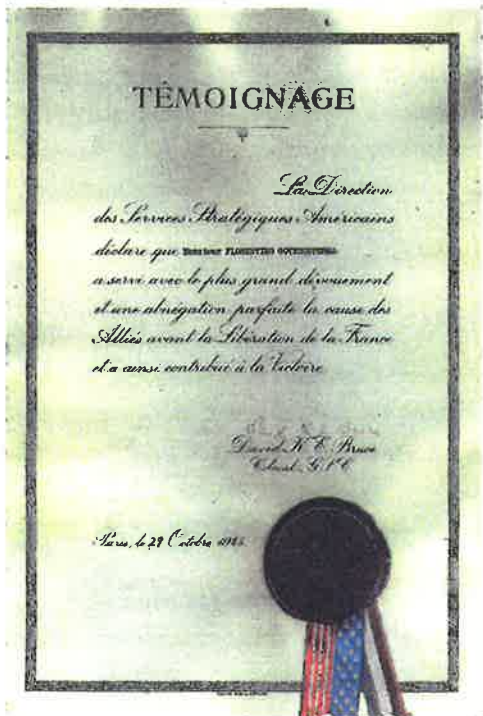 TÉMOIGNAGE
La Direction
des Services Stratégiques Américains
déclare que Monsieur FLORENTINO
a servi avec le plus grand dévouement
et une abnégation parfaite la cause des
Alliés avant la Libération de la France
et a ainsi contribué à la Victoire
David K E Bruce
Colonel, G.S.C.
Paris, le 29 Octobre